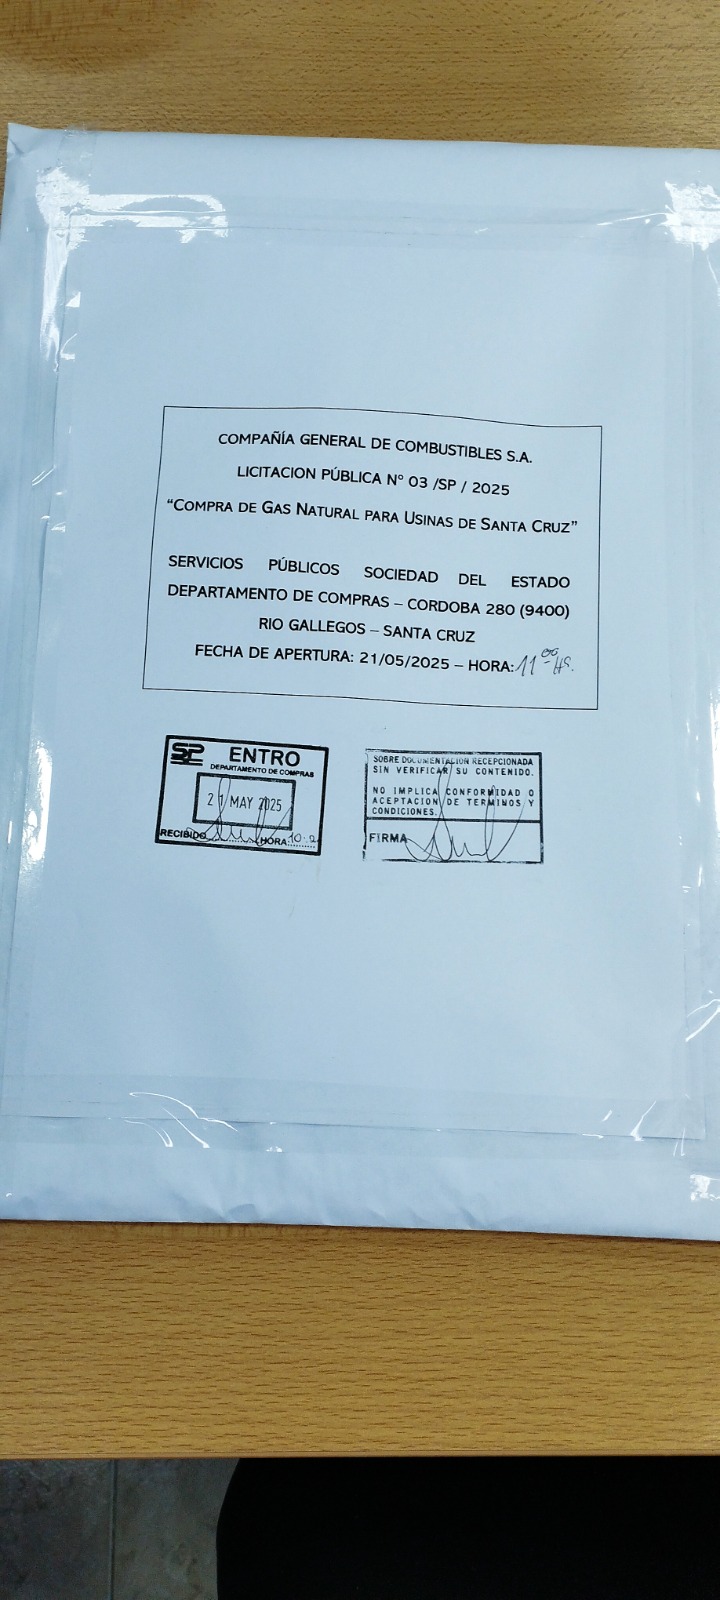 COMPAÑÍA GENERAL DE COMBUSTIBLES S.A.
LICITACION PÚBLICA N° 03 /SP / 2025
“COMPRA DE GAS NATURAL PARA USINAS DE SANTA CRUZ”
SERVICIOS PÚBLICOS SOCIEDAD DEL ESTADO
DEPARTAMENTO DE COMPRAS – CORDOBA 280 (9400)
RIO GALLEGOS – SANTA CRUZ
FECHA DE APERTURA: 21/05/2025 – HORA: 11 00 HS.
SP ENTRO
DEPARTAMENTO DE COMPRAS
21 MAY 2025
RECIBIDO HORA:
SOBRE DOCUMENTACIÓN RECEPCIONADA
SIN VERIFICAR SU CONTENIDO.
NO IMPLICA CONFORMIDAD O
ACEPTACION DE TERMINOS Y
CONDICIONES.
FIRMA